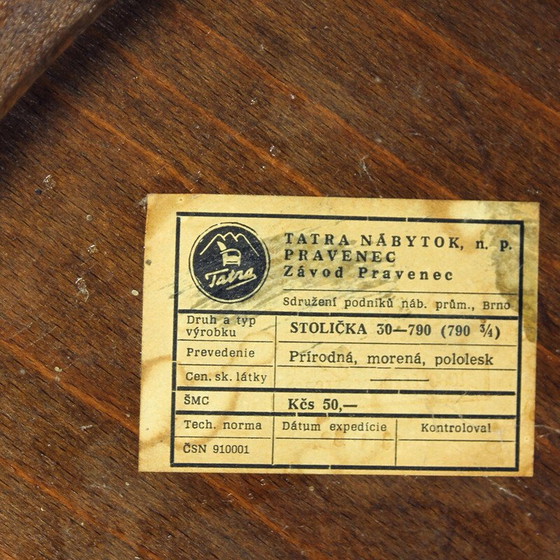 Tatra
TATRA NÁBYTOK, n. p.
PRAVENEC
Závod Pravenec
Sdružení podniků náb. prům., Brno
Druh a typ
výrobku
STOLIČKA 30—790 (790 ¾)
Prevedenie
Přírodná, morená, pololesk
Cen. sk. látky
ŠMC
Kčs 50,—
Tech. norma
Dátum expedície
Kontroloval
ČSN 910001